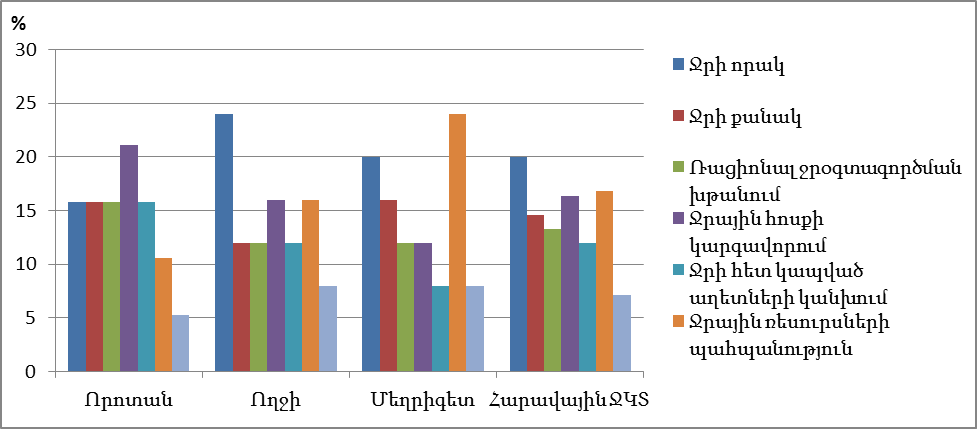 %
30
25
20
15
10
5
0
Որոտան
Ողջի
Մեղրիգետ
Հարավային ՋԿՏ
Ջրի որակ
Ջրի քանակ
Ռացիոնալ ջրօգտագործման
խթանում
Ջրային հոսքի
կարգավորում
Ջրի հետ կապված
աղետների կանխում
Ջրային ռեսուրսների
պահպանություն